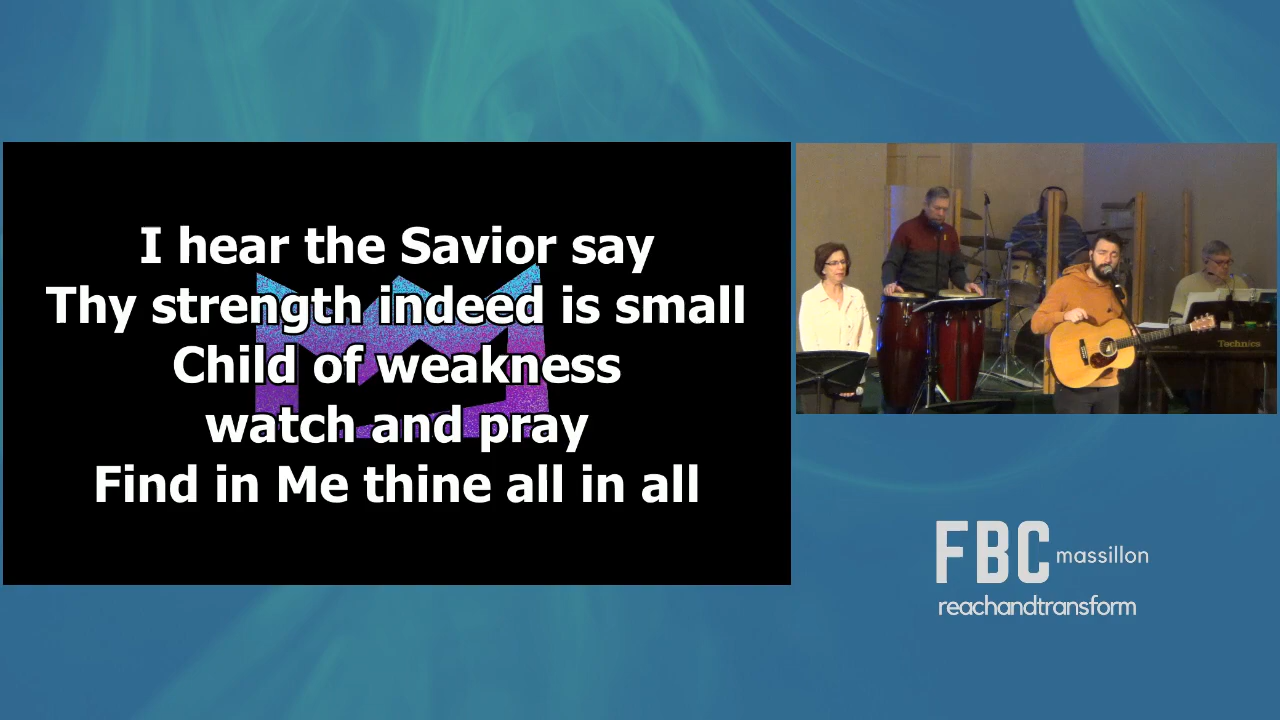 I hear the Savior say
Thy strength indeed is small
Child of weakness
watch and pray
Find in Me thine all in all
Technics
FBC massillon
reachandtransform